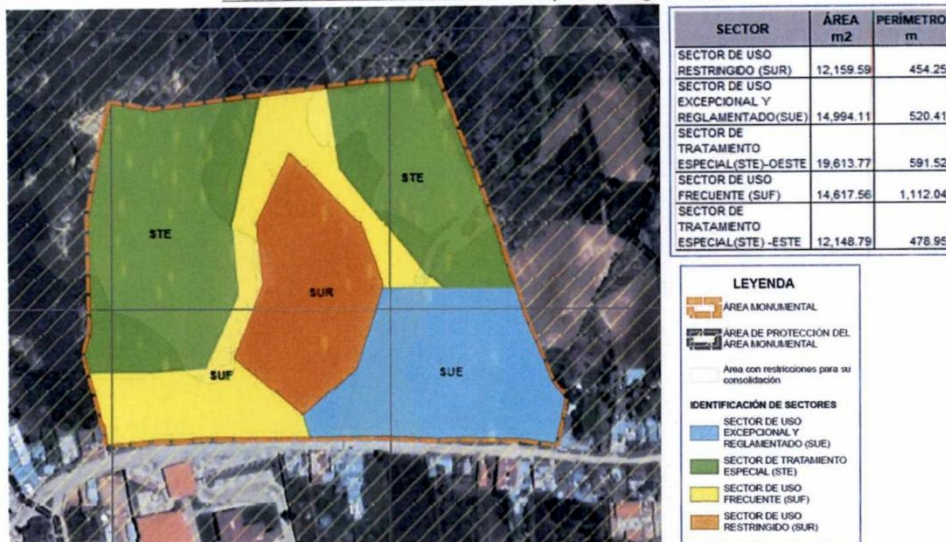 SECTOR ÁREA m2 PERÍMETRO m
SECTOR DE USO
RESTRINGIDO (SUR) 12,159.59 454.25
SECTOR DE USO
EXCEPCIONAL Y
REGLAMENTADO(SUE) 14,994.11 520.41
SECTOR DE
TRATAMIENTO
ESPECIAL(STE)-OESTE 19,613.77 591.52
SECTOR DE USO
FRECUENTE (SUF) 14,617.56 1,112.04
SECTOR DE
TRATAMIENTO
ESPECIAL(STE) -ESTE 12,148.79 478.95
STE
STE
SUR
SUF
SUE
LEYENDA
ÁREA MONUMENTAL
ÁREA DE PROTECCIÓN DEL
ÁREA MONUMENTAL
Area con restricciones para su
consolidación
IDENTIFICACIÓN DE SECTORES
SECTOR DE USO
EXCEPCIONAL Y
REGLAMENTADO (SUE)
SECTOR DE TRATAMIENTO
ESPECIAL (STE)
SECTOR DE USO
FRECUENTE (SUF)
SECTOR DE USO
RESTRINGIDO (SUR)